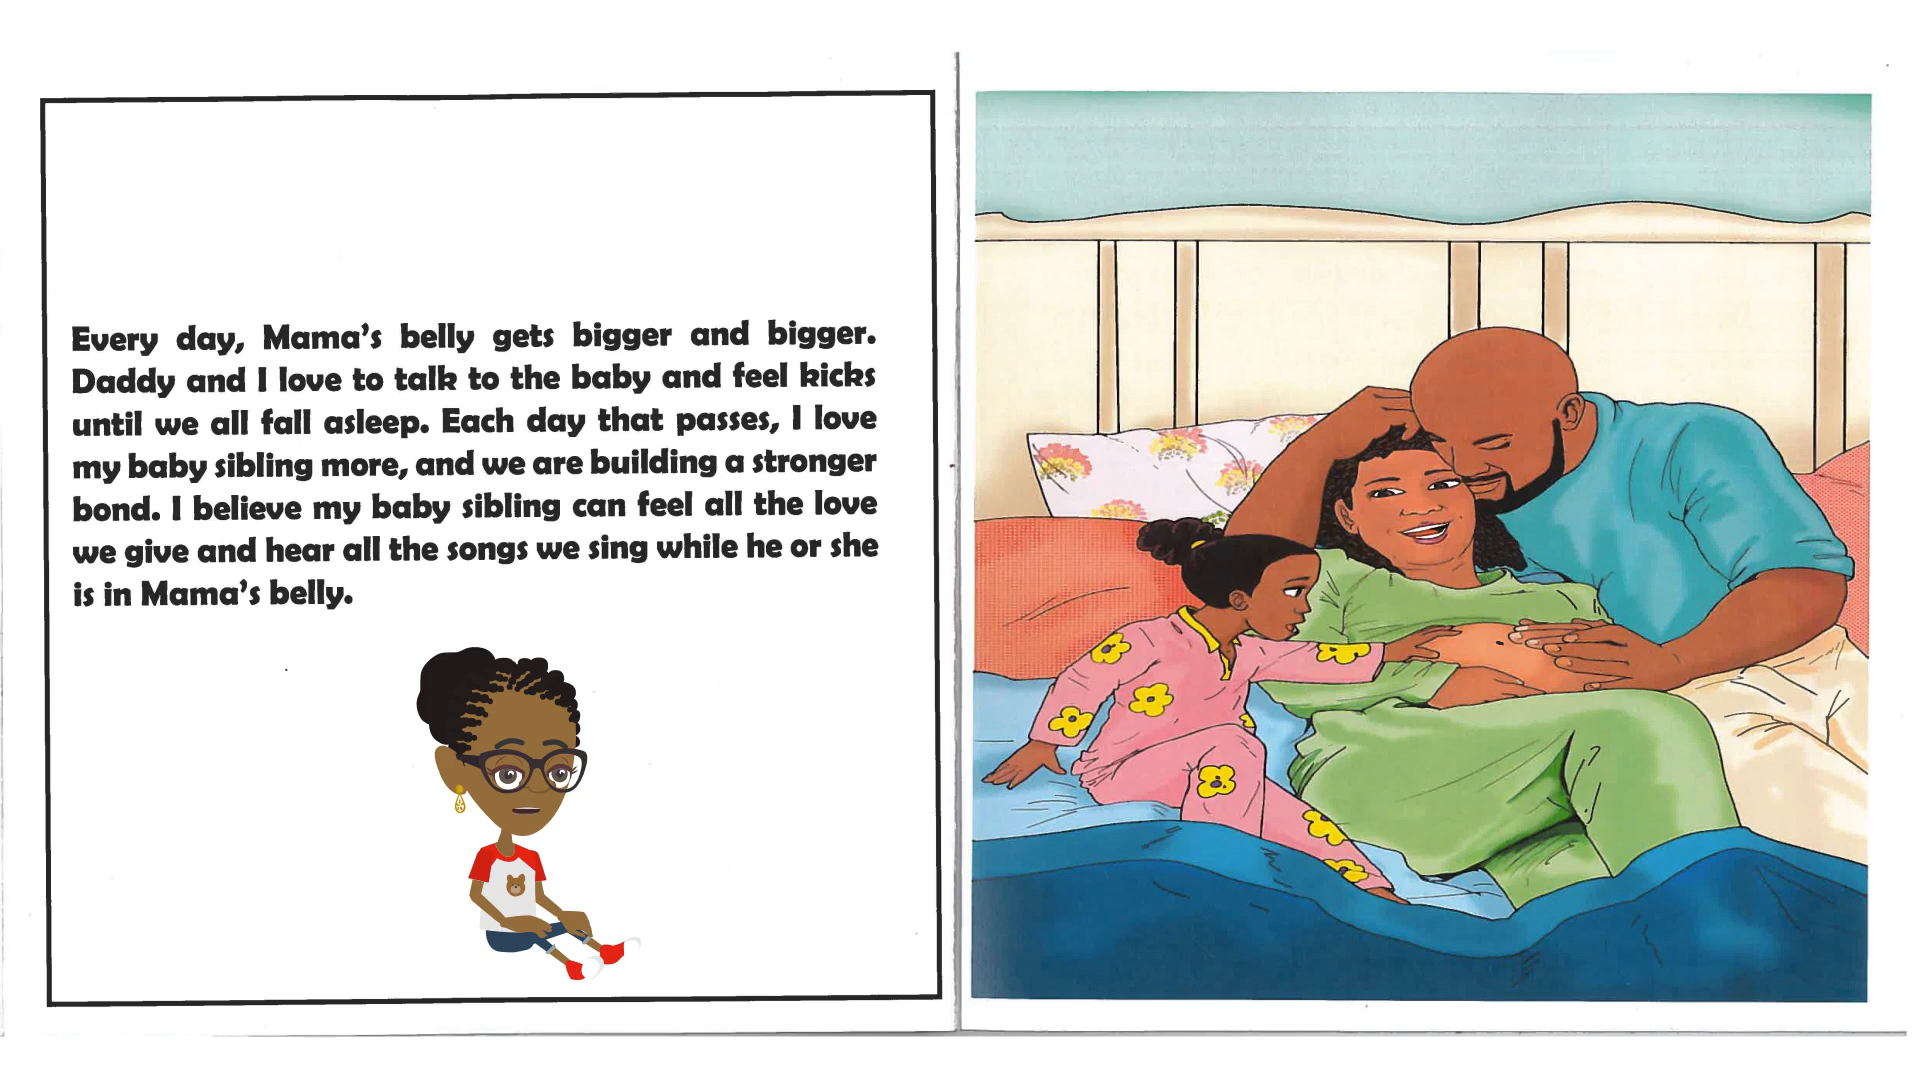 Every day, Mama's belly gets bigger and bigger.
Daddy and I love to talk to the baby and feel kicks
until we all fall asleep. Each day that passes, I love
my baby sibling more, and we are building a stronger
bond. I believe my baby sibling can feel all the love
we give and hear all the songs we sing while he or she
is in Mama's belly.